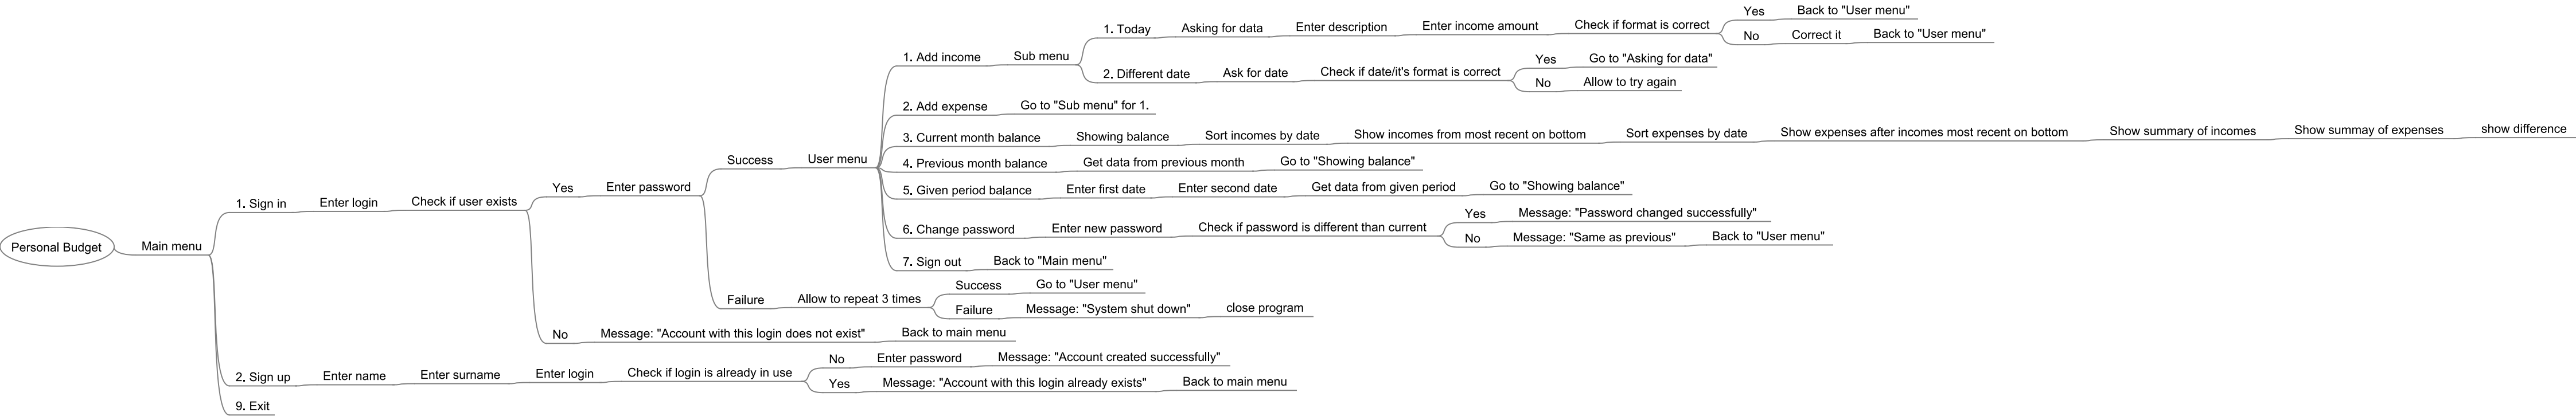 Personal Budget
Main menu
1. Sign in
Enter login
Check if user exists
Yes
Enter password
Success
User menu
1. Add income
Sub menu
1. Today
Asking for data
Enter description
Enter income amount
Check if format is correct
Yes
Back to "User menu"
No
Correct it
Back to "User menu"
2. Different date
Ask for date
Check if date/it's format is correct
Yes
Go to "Asking for data"
No
Allow to try again
2. Add expense
Go to "Sub menu" for 1.
3. Current month balance
Showing balance
Sort incomes by date
Show incomes from most recent on bottom
Sort expenses by date
Show expenses after incomes most recent on bottom
Show summary of incomes
Show summay of expenses
show difference
4. Previous month balance
Get data from previous month
Go to "Showing balance"
5. Given period balance
Enter first date
Enter second date
Get data from given period
Go to "Showing balance"
6. Change password
Enter new password
Check if password is different than current
Yes
Message: "Password changed successfully"
No
Message: "Same as previous"
Back to "User menu"
7. Sign out
Back to "Main menu"
Failure
Allow to repeat 3 times
Success
Go to "User menu"
Failure
Message: "System shut down"
close program
No
Message: "Account with this login does not exist"
Back to main menu
2. Sign up
Enter name
Enter surname
Enter login
Check if login is already in use
No
Enter password
Message: "Account created successfully"
Yes
Message: "Account with this login already exists"
Back to main menu
9. Exit